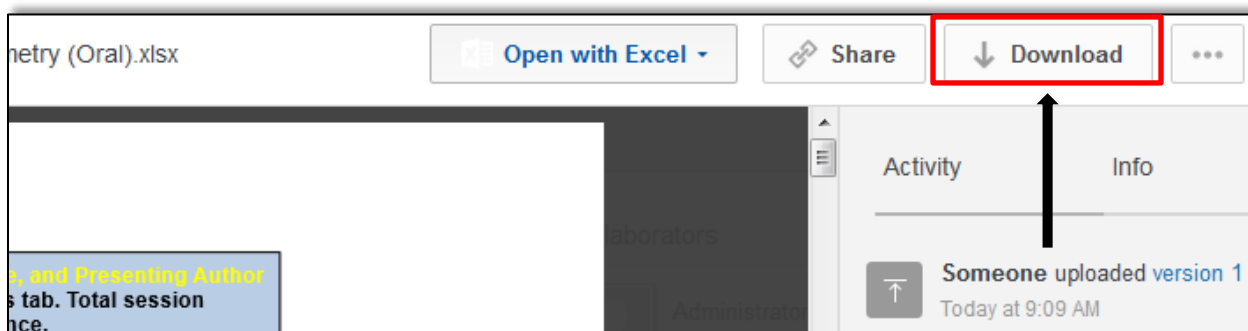 metry (Oral).xlsx
Open with Excel
Share
Download
Activity
Info
laborators
e, and Presenting Author
s tab. Total session
nce.
Administrator
Someone uploaded version 1
Today at 9:09 AM